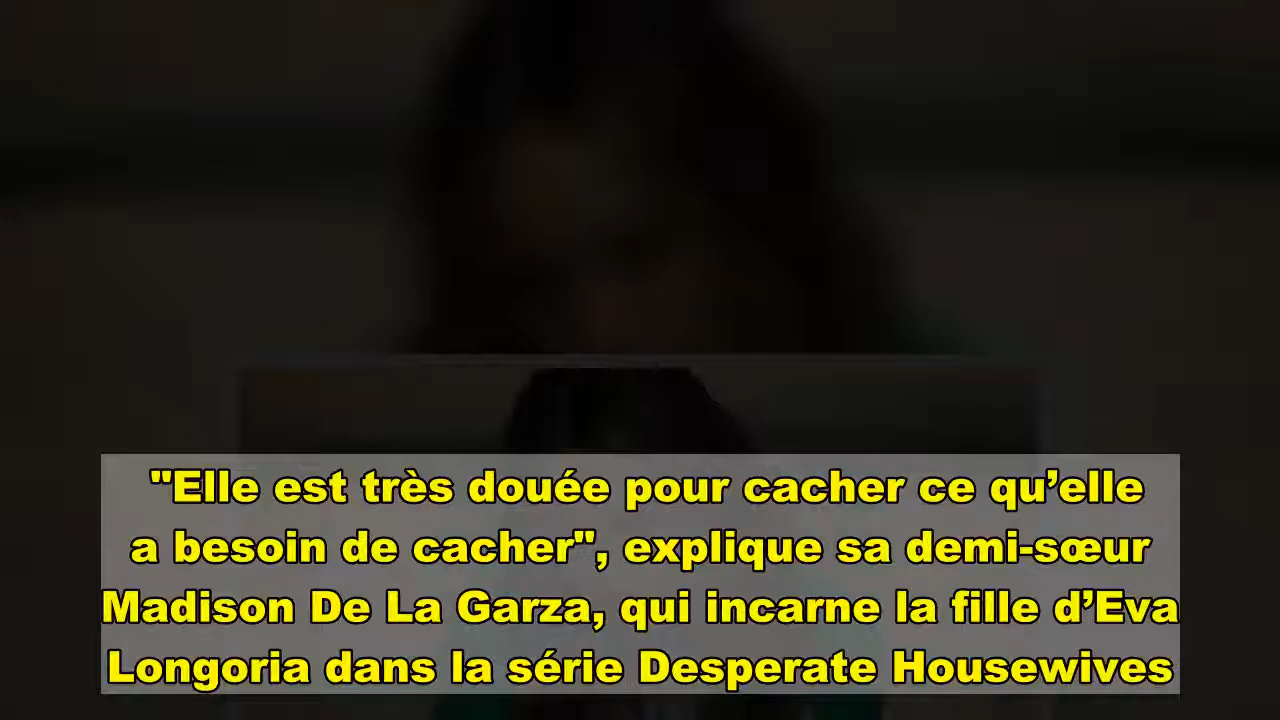 "Elle est très douée pour cacher ce qu’elle
a besoin de cacher", explique sa demi-sœur
Madison De La Garza, qui incarne la fille d’Eva
Longoria dans la série Desperate Housewives